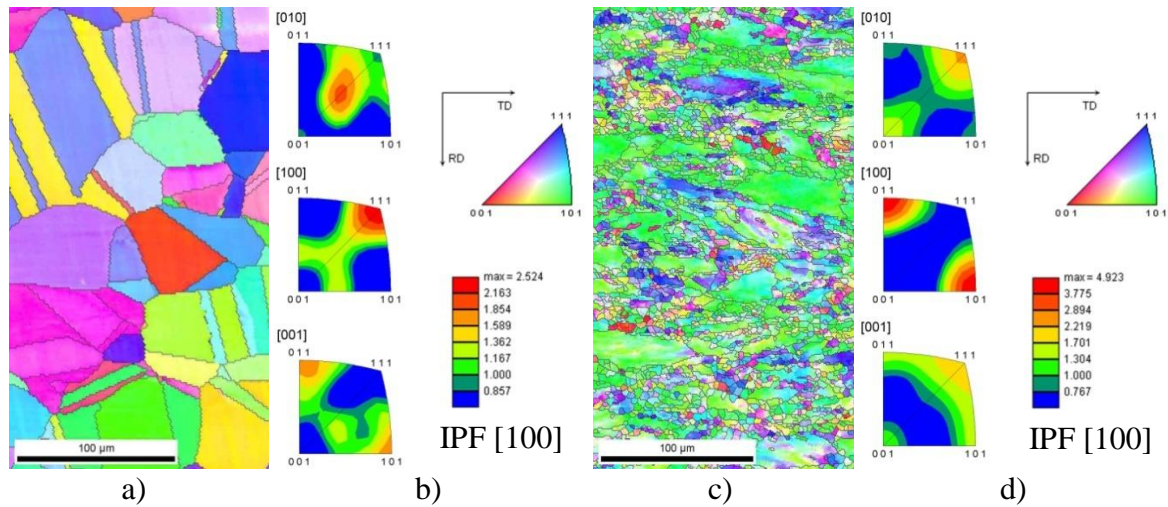 [010]
0 1 1
1 1 1
0 0 1
1 0 1
[100]
0 1 1
1 1 1
0 0 1
1 0 1
[001]
0 1 1
1 1 1
0 0 1
1 0 1
TD
RD
1 1 1
0 0 1
1 0 1
max = 2.524
2.163
1.854
1.589
1.362
1.167
1.000
0.857
IPF [100]
100 µm
[010]
0 1 1
1 1 1
0 0 1
1 0 1
[100]
0 1 1
1 1 1
0 0 1
1 0 1
[001]
0 1 1
1 1 1
0 0 1
1 0 1
TD
RD
1 1 1
0 0 1
1 0 1
max = 4.923
3.775
2.894
2.219
1.701
1.304
1.000
0.767
IPF [100]
100 µm
a)
b)
c)
d)